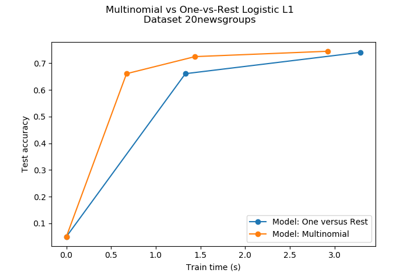 Multinomial vs One-vs-Rest Logistic L1
Dataset 20newsgroups
0.7
0.6
0.5
0.4
0.3
0.2
0.1
Test accuracy
Model: One versus Rest
Model: Multinomial
0.0 0.5 1.0 1.5 2.0 2.5 3.0
Train time (s)